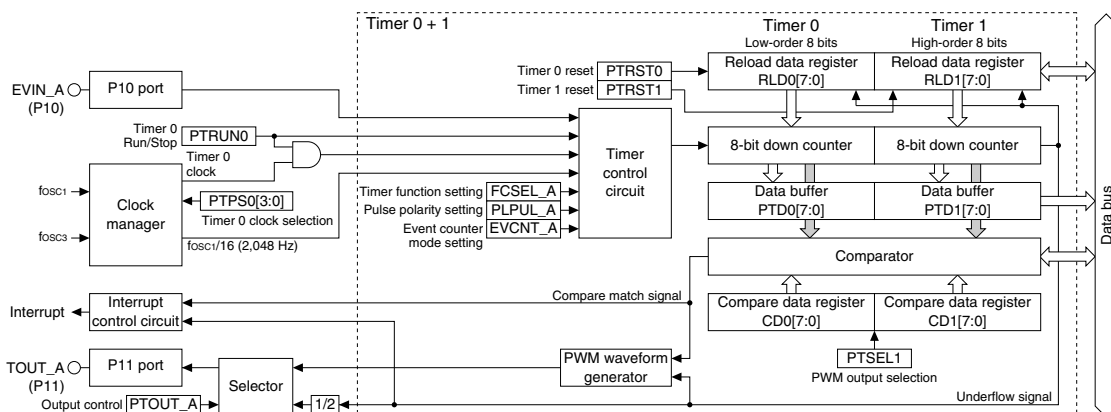 Timer 0 + 1
Timer 0
Timer 1
Low-order 8 bits
High-order 8 bits
EVIN_A
(P10)
P10 port
Timer 0 reset PTRST0
Timer 1 reset PTRST1
Reload data register
RLD0[7:0]
Reload data register
RLD1[7:0]
Timer 0
Run/Stop
PTRUN0
Timer 0
clock
Timer
control
circuit
8-bit down counter
8-bit down counter
fOSC1
fOSC3
Clock
manager
PTPS0[3:0]
Timer 0 clock selection
fOSC1/16 (2,048 Hz)
Timer function setting FCSEL_A
Pulse polarity setting PLPUL_A
Event counter
mode setting
EVCNT_A
Data buffer
PTD0[7:0]
Data buffer
PTD1[7:0]
Comparator
Data bus
Interrupt
Interrupt
control circuit
Compare match signal
Compare data register
CD0[7:0]
Compare data register
CD1[7:0]
TOUT_A
(P11)
P11 port
Selector
PWM waveform
generator
PTSEL1
PWM output selection
Output control PTOUT_A
1/2
Underflow signal